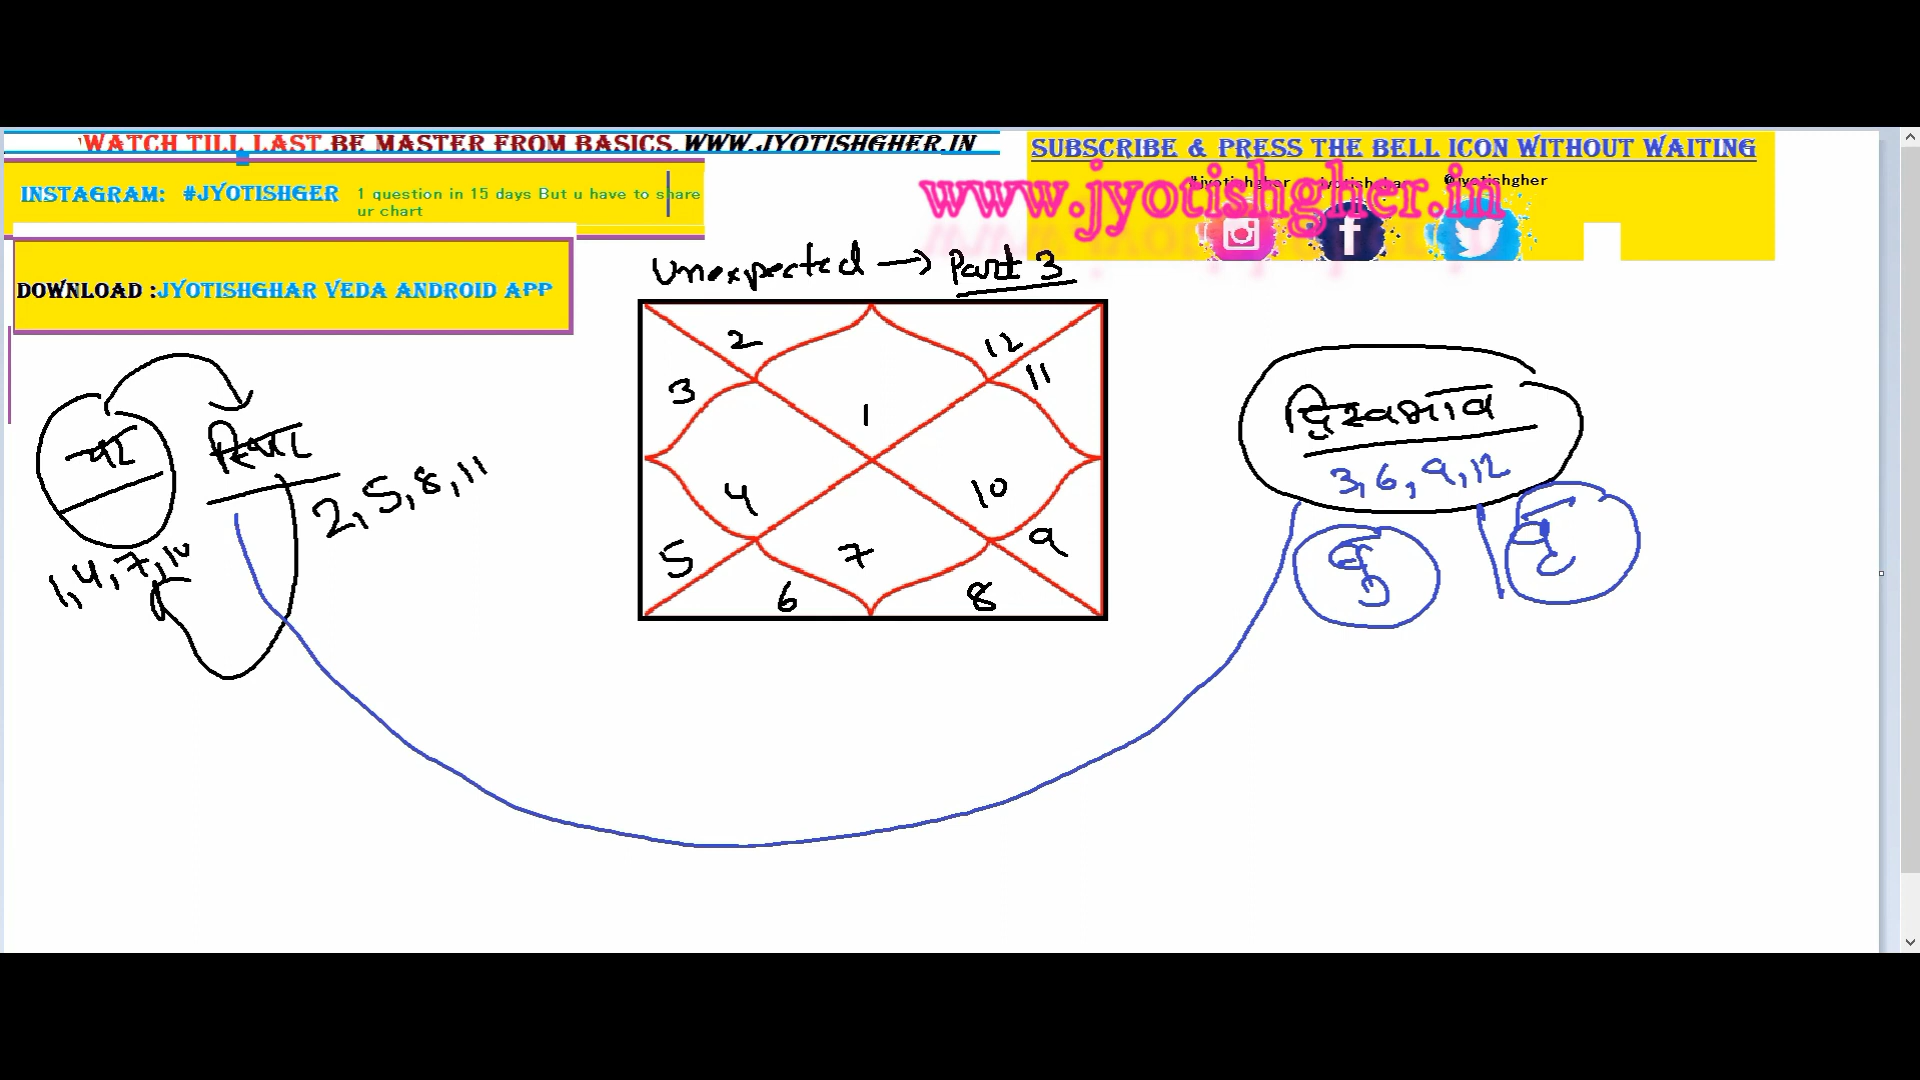 'WATCH TILL LAST.BE MASTER FROM BASICS.WWW.JYOTISHGHER.IN
SUBSCRIBE & PRESS THE BELL ICON WITHOUT WAITING
INSTAGRAM: #JYOTISHGER
1 question in 15 days But u have to share
ur chart
www.jyotishgher.in
@jyotishgher
DOWNLOAD :JYOTISHGHAR VEDA ANDROID APP
Unexpected → Part 3
2
12
3
11
1
4
10
5
7
9
6
8
चर
स्थिर
2, 5, 8, 11
1, 4, 7, 10
द्विस्वभाव
3, 6, 9, 12